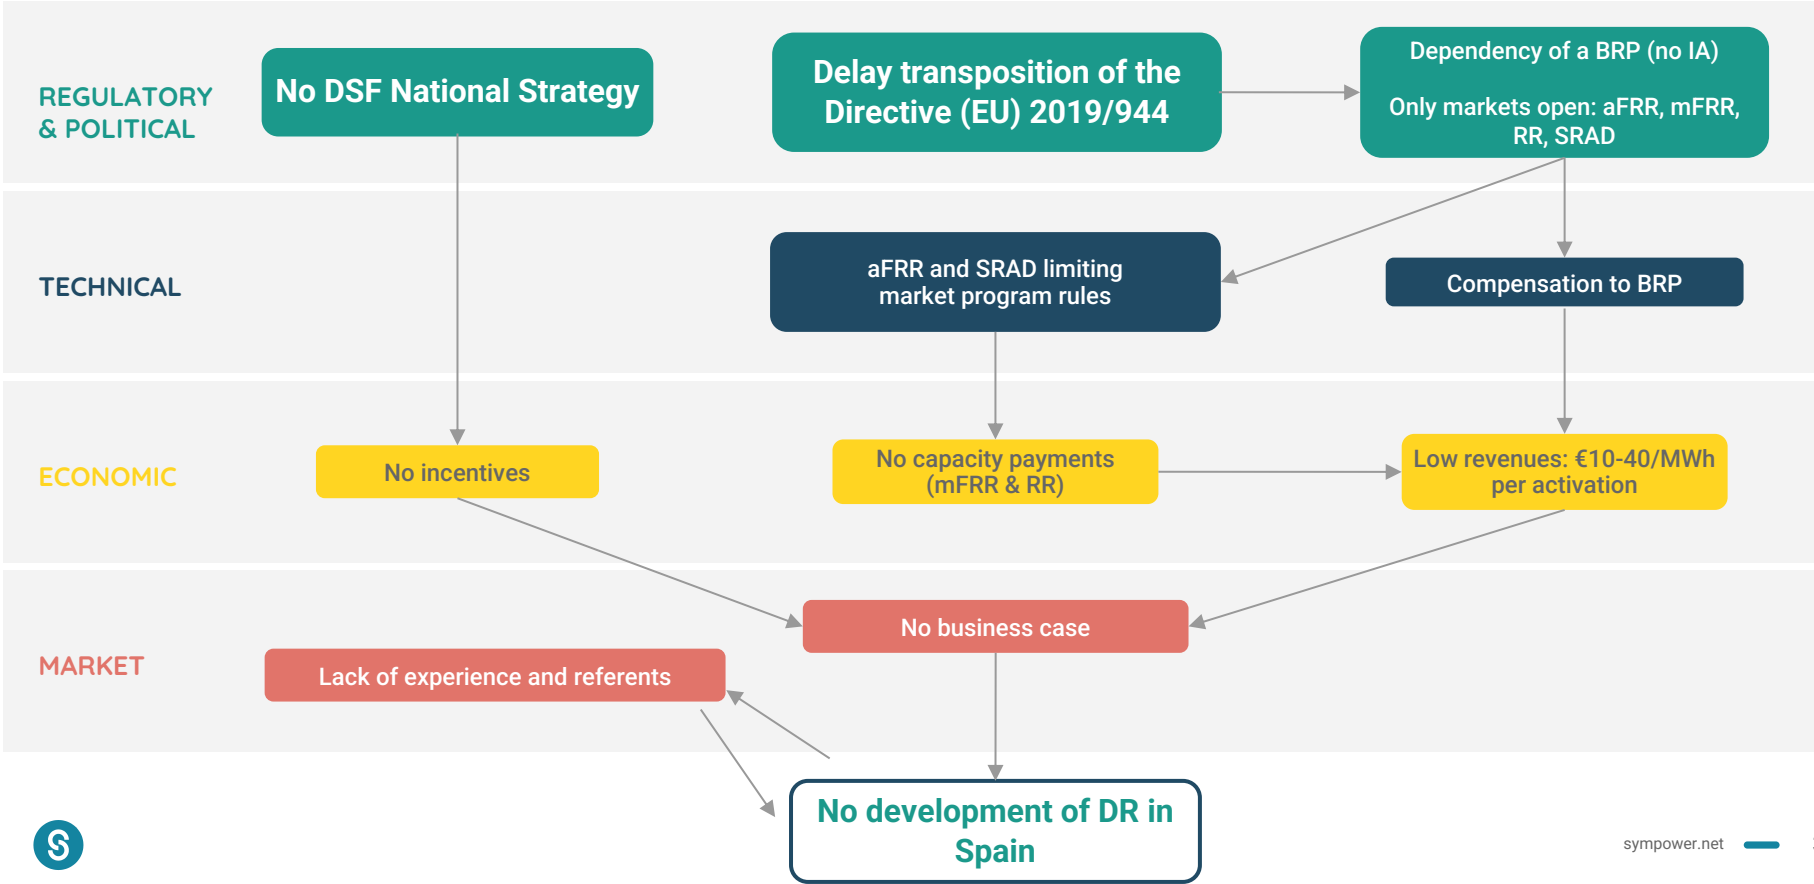 REGULATORY
& POLITICAL
No DSF National Strategy
Delay transposition of the
Directive (EU) 2019/944
Dependency of a BRP (no IA)
Only markets open: aFRR, mFRR,
RR, SRAD
TECHNICAL
aFRR and SRAD limiting
market program rules
Compensation to BRP
ECONOMIC
No incentives
No capacity payments
(mFRR & RR)
Low revenues: €10-40/MWh
per activation
MARKET
No business case
Lack of experience and referents
No development of DR in
Spain
sympower.net